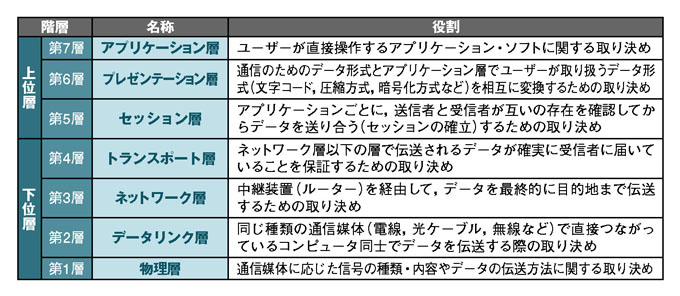 階層 名称 役割
上位層
第7層 アプリケーション層 ユーザーが直接操作するアプリケーション・ソフトに関する取り決め
第6層 プレゼンテーション層 通信のためのデータ形式とアプリケーション層でユーザーが取り扱うデータ形
式(文字コード，圧縮方式，暗号化方式など)を相互に変換するための取り決め
第5層 セッション層 アプリケーションごとに，送信者と受信者が互いの存在を確認してか
らデータを送り合う(セッションの確立)するための取り決め
下位層
第4層 トランスポート層 ネットワーク層以下の層で伝送されるデータが確実に受信者に届いて
いることを保証するための取り決め
第3層 ネットワーク層 中継装置(ルーター)を経由して，データを最終的に目的地まで伝送
するための取り決め
第2層 データリンク層 同じ種類の通信媒体(電線，光ケーブル，無線など)で直接つながっ
ているコンピュータ同士でデータを伝送する際の取り決め
第1層 物理層 通信媒体に応じた信号の種類・内容やデータの伝送方法に関する取り決め